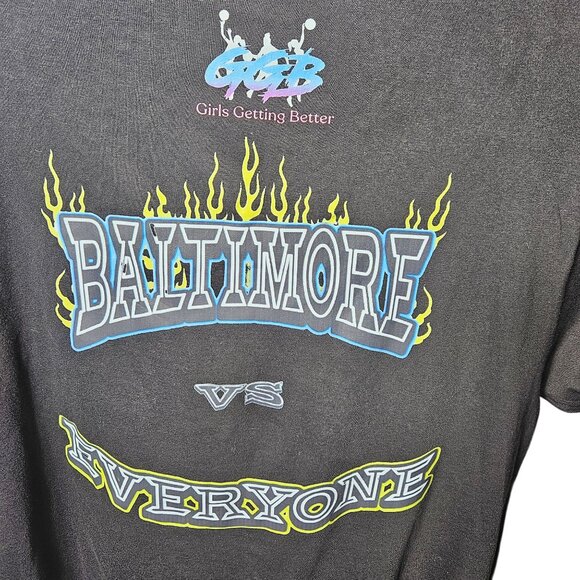 GGB
Girls Getting Better
BALTIMORE
VS
EVERYONE